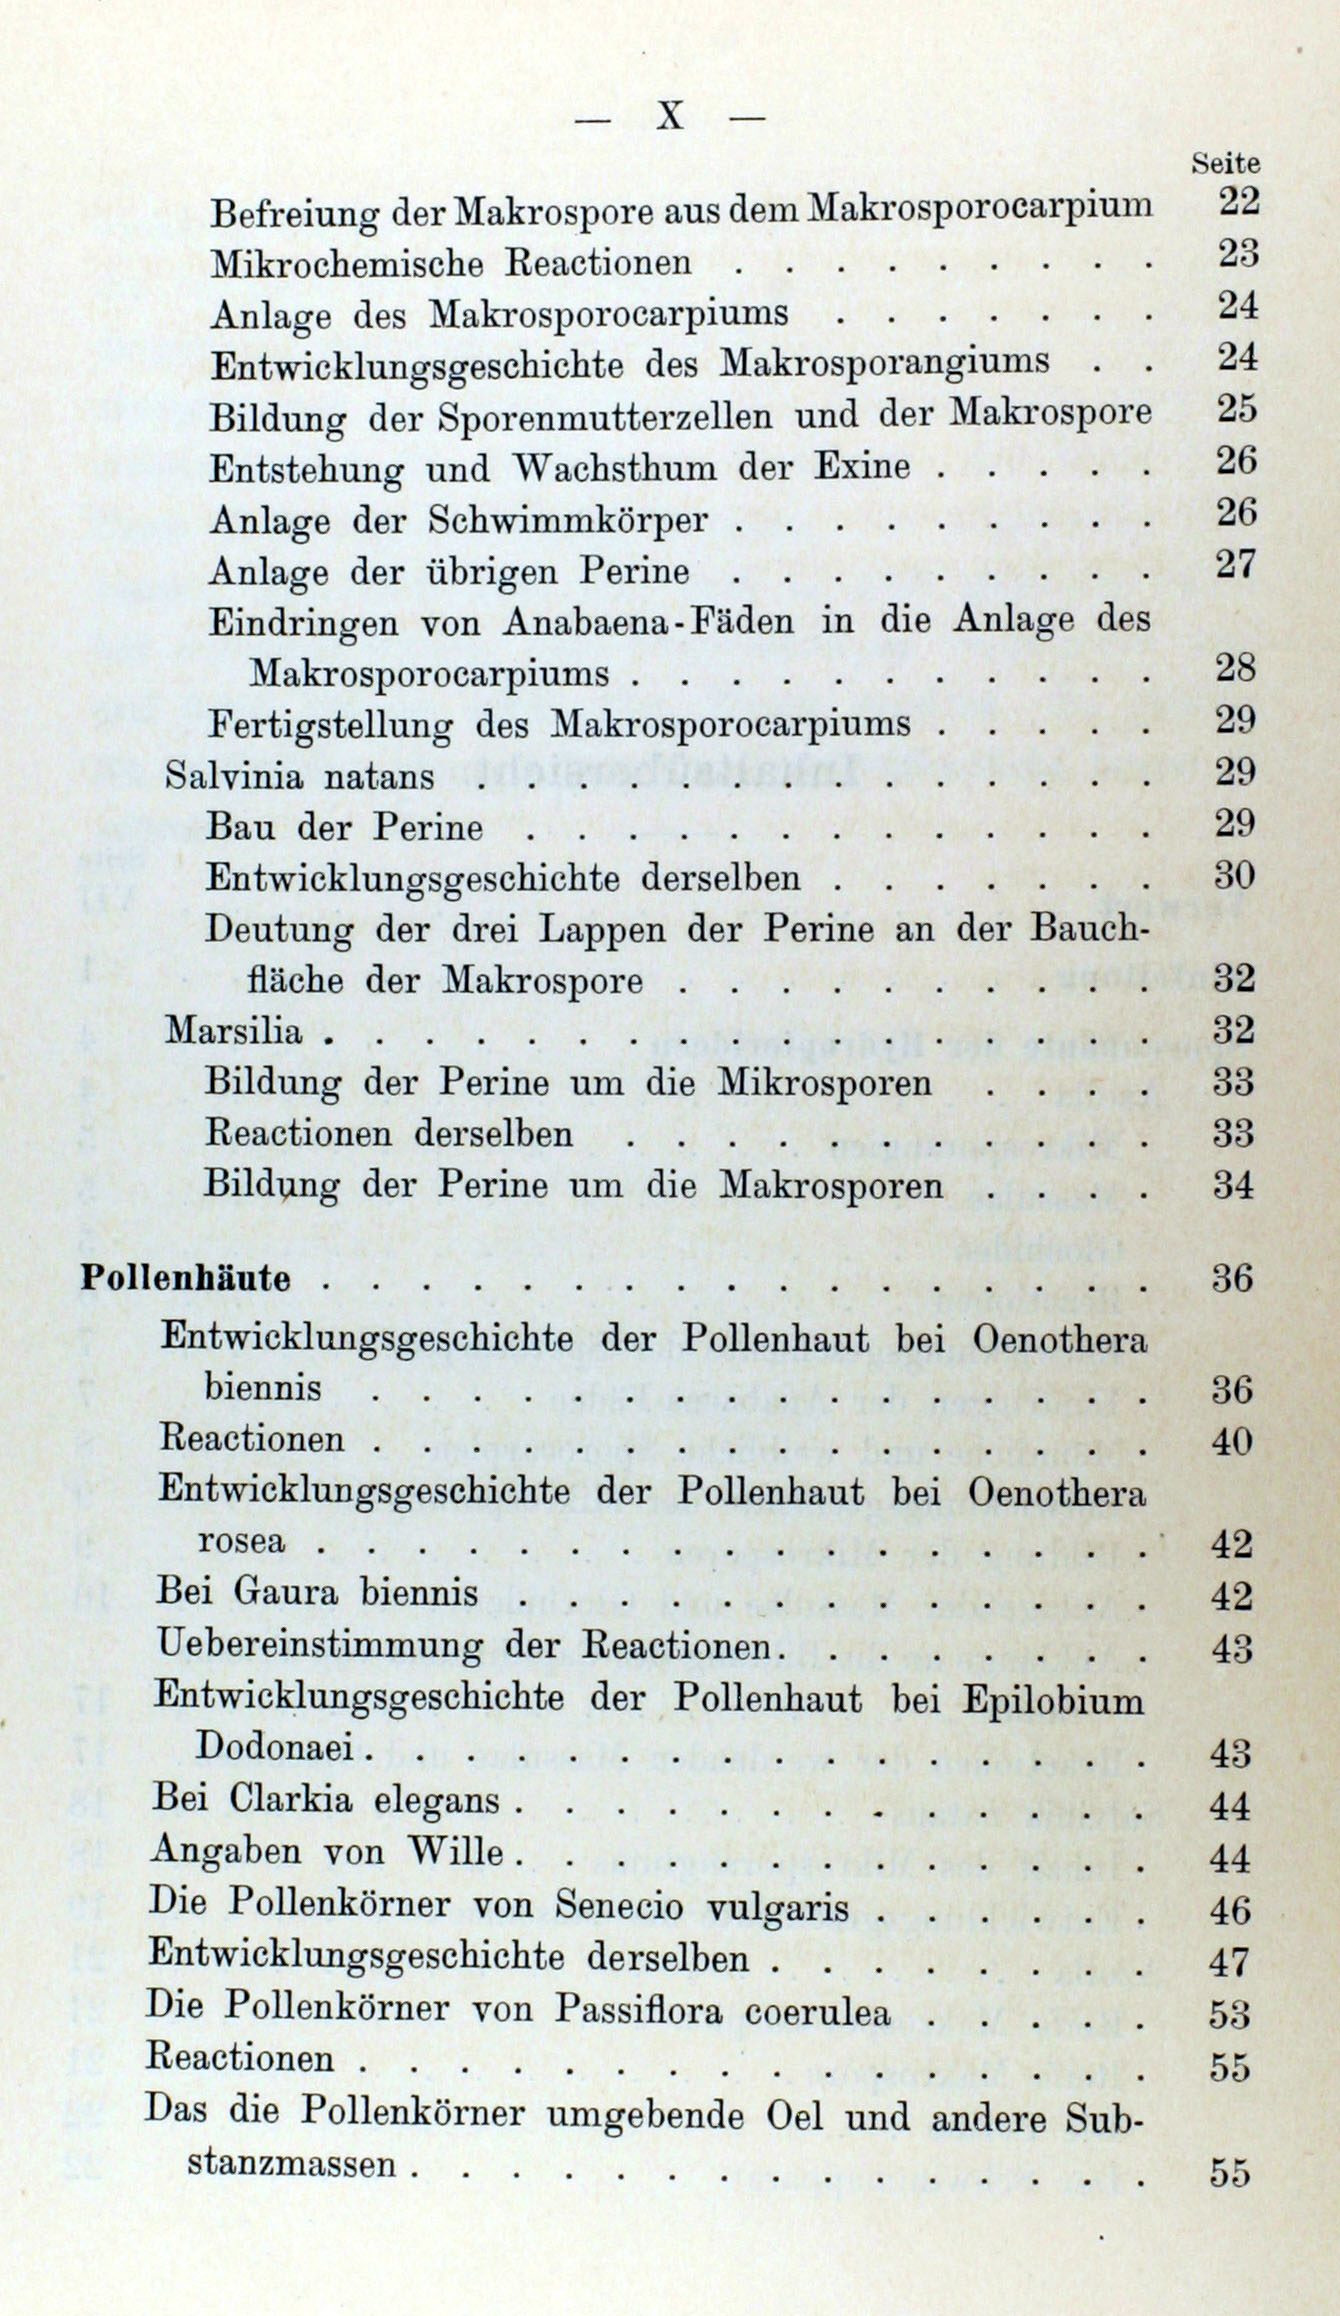 — X —
Seite
Befreiung der Makrospore aus dem Makrosporocarpium 22
Mikrochemische Reactionen . . . . . . . . . 23
Anlage des Makrosporocarpiums . . . . . . . 24
Entwicklungsgeschichte des Makrosporangiums . . 24
Bildung der Sporenmutterzellen und der Makrospore 25
Entstehung und Wachsthum der Exine . . . . . 26
Anlage der Schwimmkörper . . . . . . . . . 26
Anlage der übrigen Perine . . . . . . . . . 27
Eindringen von Anabaena-Fäden in die Anlage des
Makrosporocarpiums . . . . . . . . . . . 28
Fertigstellung des Makrosporocarpiums . . . . . 29
Salvinia natans . . . . . . . . . . . . . . 29
Bau der Perine . . . . . . . . . . . . . 29
Entwicklungsgeschichte derselben . . . . . . . 30
Deutung der drei Lappen der Perine an der Bauch-
fläche der Makrospore . . . . . . . . . . 32
Marsilia . . . . . . . . . . . . . . . . . 32
Bildung der Perine um die Mikrosporen . . . . 33
Reactionen derselben . . . . . . . . . . . 33
Bildung der Perine um die Makrosporen . . . . 34
Pollenhäute . . . . . . . . . . . . . . . . . 36
Entwicklungsgeschichte der Pollenhaut bei Oenothera
biennis . . . . . . . . . . . . . . . . 36
Reactionen . . . . . . . . . . . . . . . . 40
Entwicklungsgeschichte der Pollenhaut bei Oenothera
rosea . . . . . . . . . . . . . . . . . 42
Bei Gaura biennis . . . . . . . . . . . . . 42
Uebereinstimmung der Reactionen . . . . . . . . 43
Entwicklungsgeschichte der Pollenhaut bei Epilobium
Dodonaei . . . . . . . . . . . . . . . . 43
Bei Clarkia elegans . . . . . . . . . . . . . 44
Angaben von Wille . . . . . . . . . . . . . 44
Die Pollenkörner von Senecio vulgaris . . . . . . 46
Entwicklungsgeschichte derselben . . . . . . . . 47
Die Pollenkörner von Passiflora coerulea . . . . . 53
Reactionen . . . . . . . . . . . . . . . . 55
Das die Pollenkörner umgebende Oel und andere Sub-
stanzmassen . . . . . . . . . . . . . . . 55